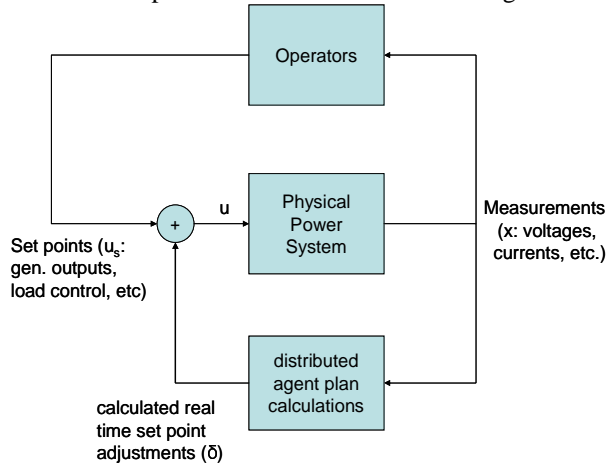 Operators
+
u
Physical
Power
System
Measurements
(x: voltages,
currents, etc.)
Set points (uₛ:
gen. outputs,
load control, etc)
distributed
agent plan
calculations
calculated real
time set point
adjustments (δ)